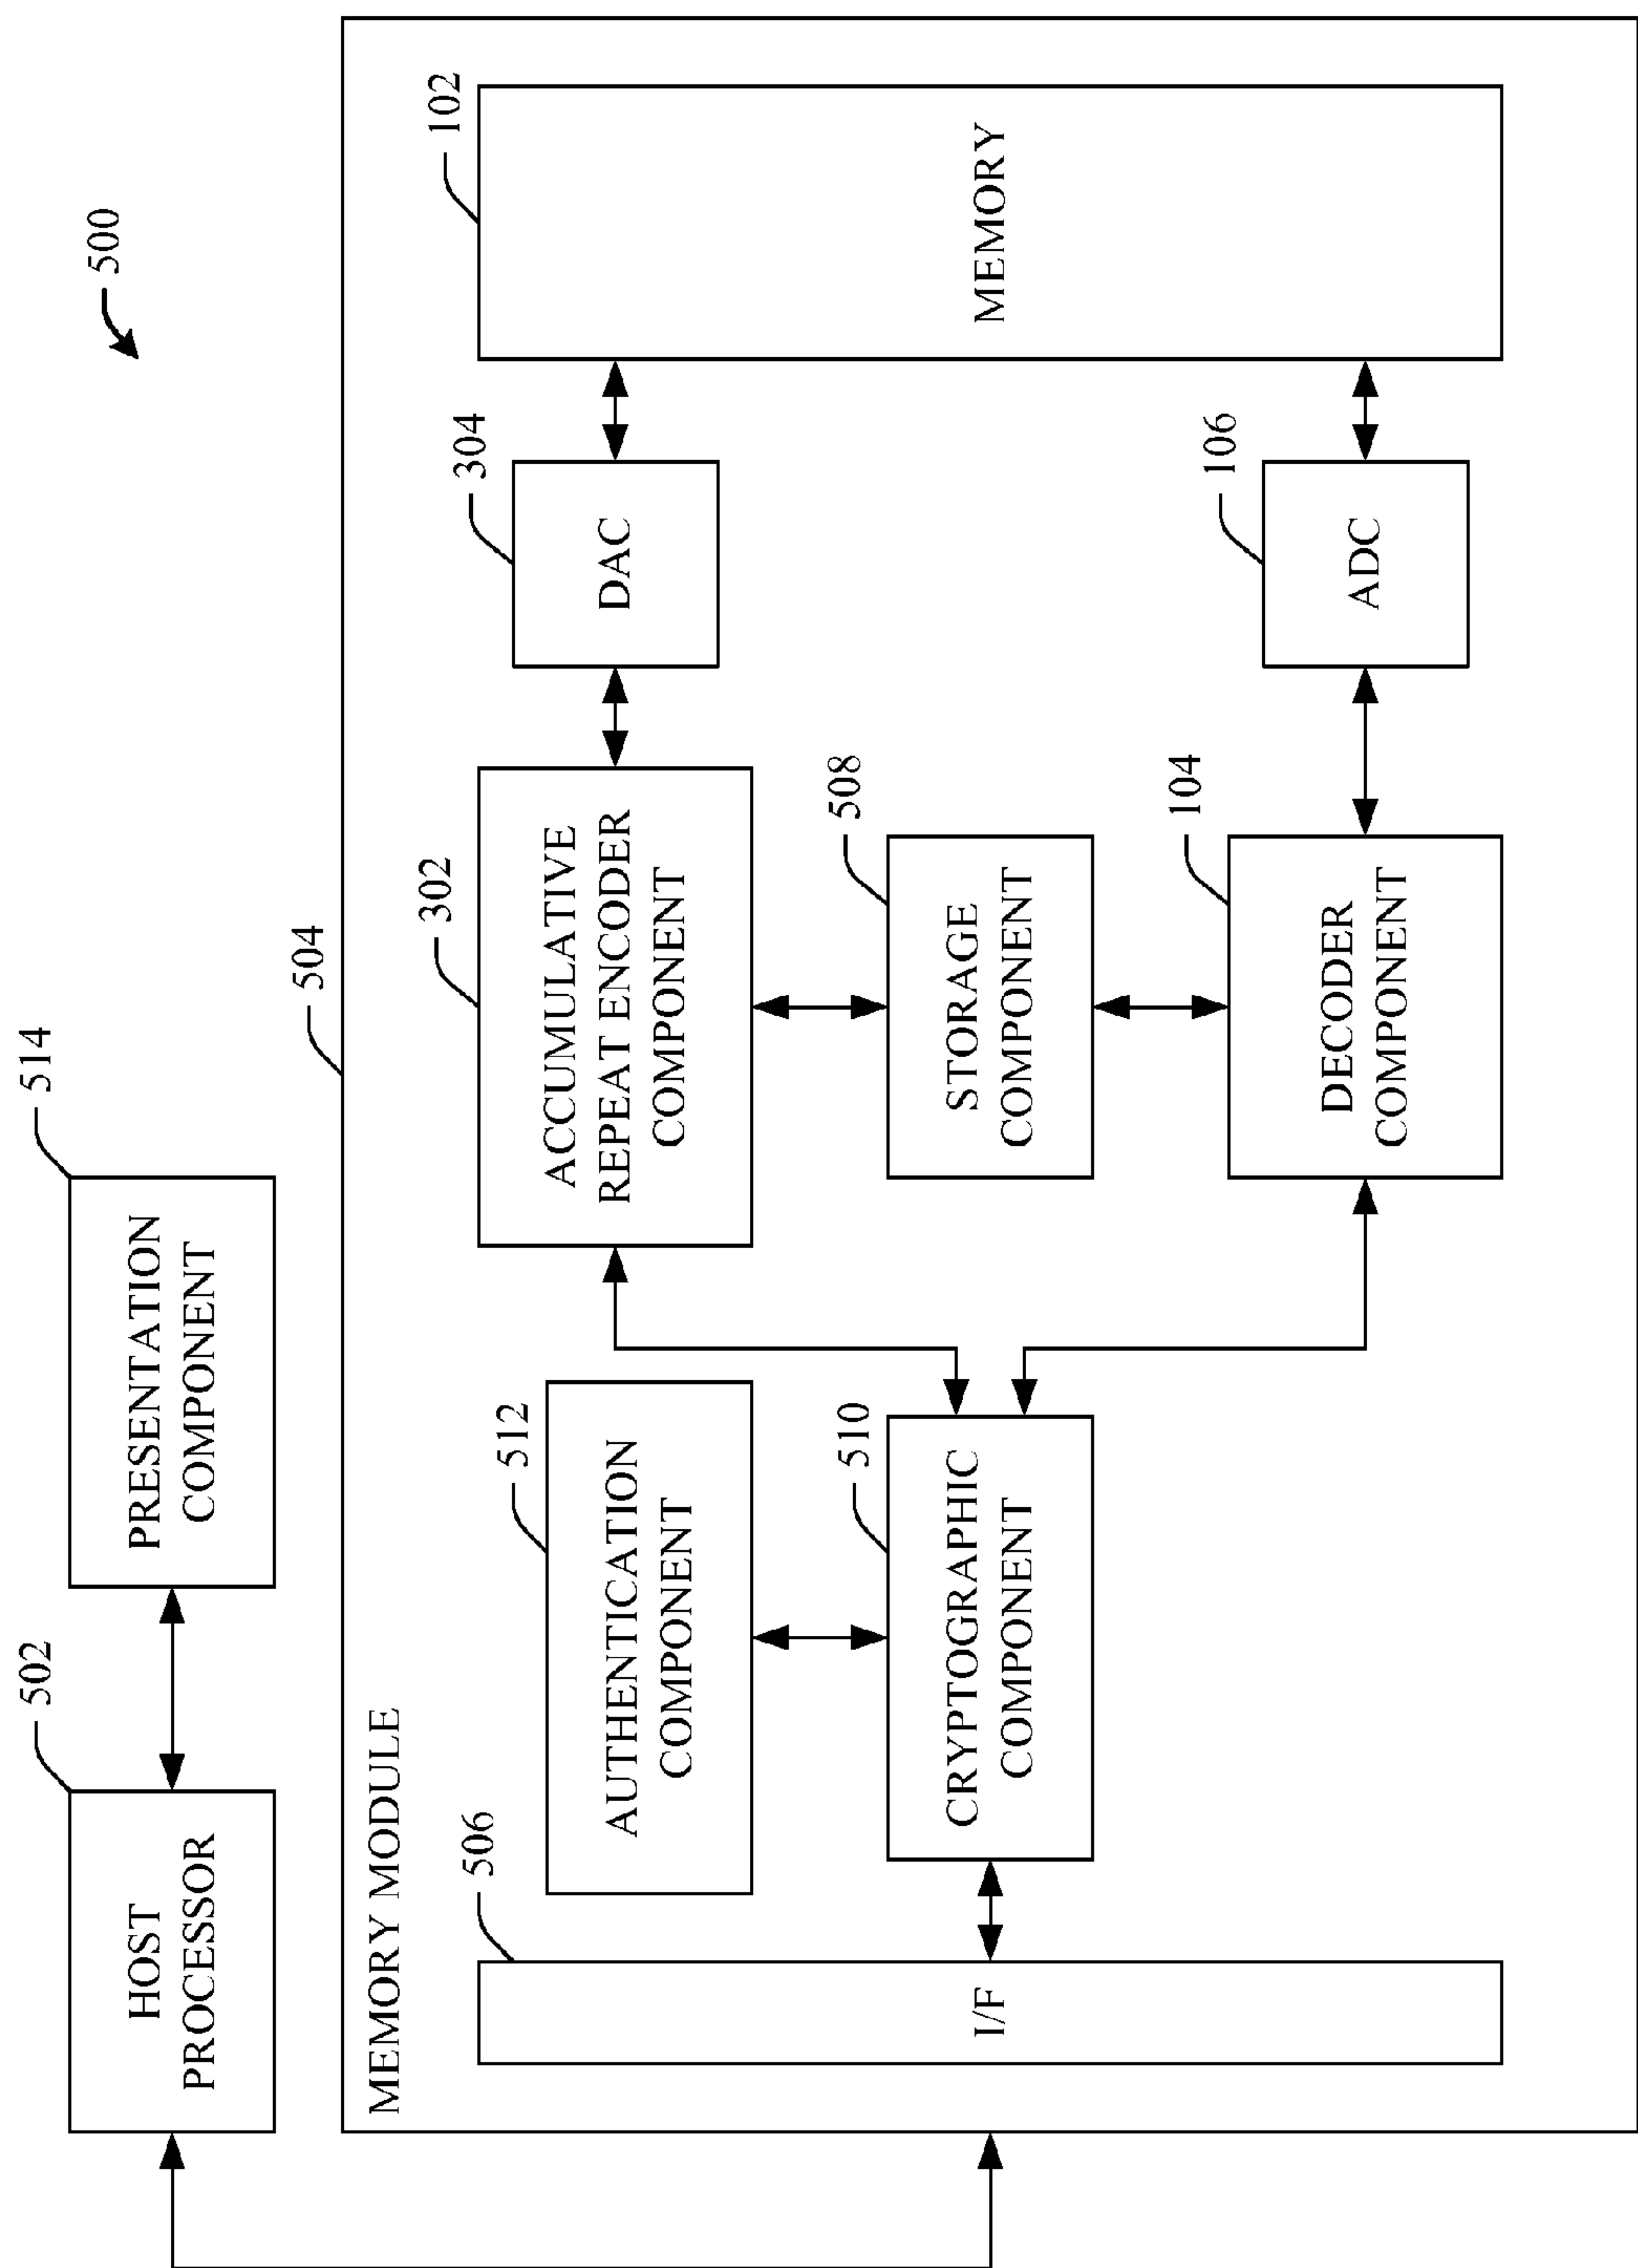 500
502
HOST
PROCESSOR
514
PRESENTATION
COMPONENT
504
MEMORY MODULE
506
I/F
512
AUTHENTICATION
COMPONENT
510
CRYPTOGRAPHIC
COMPONENT
302
ACCUMULATIVE
REPEAT ENCODER
COMPONENT
508
STORAGE
COMPONENT
104
DECODER
COMPONENT
304
DAC
106
ADC
102
MEMORY